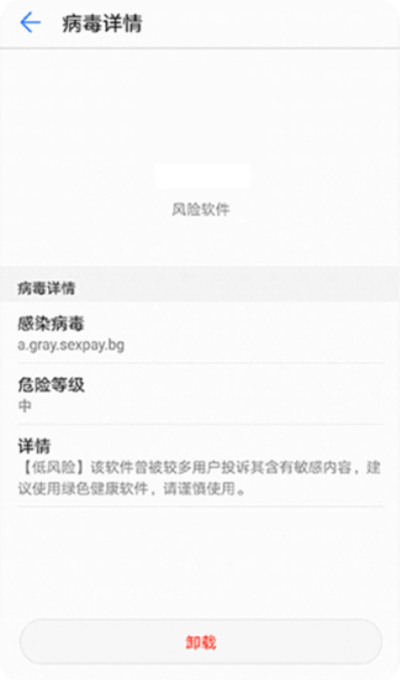 病毒详情
风险软件
病毒详情
感染病毒
a.gray.sexpay.bg
危险等级
中
详情
【低风险】该软件曾被较多用户投诉其含有敏感内容，建
议使用绿色健康软件，请谨慎使用。
卸载